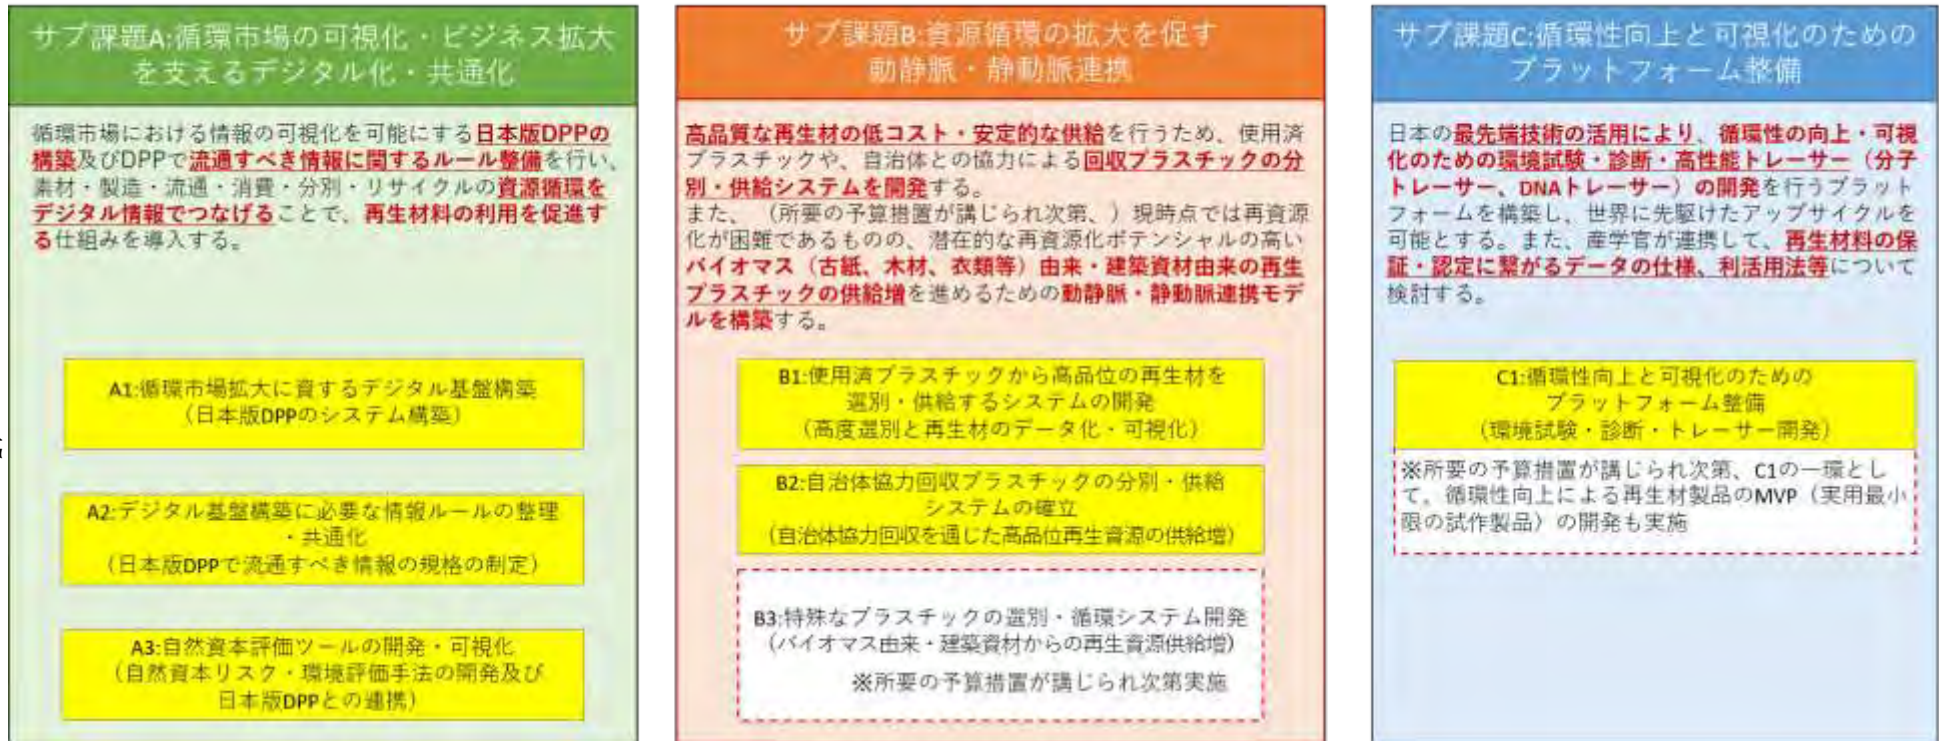 サブ課題A:循環市場の可視化・ビジネス拡大
を支えるデジタル化・共通化
循環市場における情報の可視化を可能にする日本版DPPの
構築及びDPPで流通すべき情報に関するルール整備を行い、
素材・製造・流通・消費・分別・リサイクルの資源循環を
デジタル情報でつなげることで、再生材料の利用を促進す
る仕組みを導入する。
A1:循環市場拡大に資するデジタル基盤構築
（日本版DPPのシステム構築）
A2:デジタル基盤構築に必要な情報ルールの整理
・共通化
（日本版DPPで流通すべき情報の規格の制定）
A3:自然資本評価ツールの開発・可視化
（自然資本リスク・環境評価手法の開発及び
日本版DPPとの連携）
サブ課題B:資源循環の拡大を促す
動静脈・静動脈連携
高品質な再生材の低コスト・安定的な供給を行うため、使用済
プラスチックや、自治体との協力による回収プラスチックの分
別・供給システムを開発する。
また、（所要の予算措置が講じられ次第、）現時点では再資源
化が困難であるものの、潜在的な再資源化ポテンシャルの高い
バイオマス（古紙、木材、衣類等）由来・建築資材由来の再生
プラスチックの供給増を進めるための動静脈・静動脈連携モデ
ルを構築する。
B1:使用済プラスチックから高品位の再生材を
選別・供給するシステムの開発
（高度選別と再生材のデータ化・可視化）
B2:自治体協力回収プラスチックの分別・供給
システムの確立
（自治体協力回収を通じた高品位再生資源の供給増）
B3:特殊なプラスチックの選別・循環システム開発
（バイオマス由来・建築資材からの再生資源供給増）
※所要の予算措置が講じられ次第実施
サブ課題C:循環性向上と可視化のための
プラットフォーム整備
日本の最先端技術の活用により、循環性の向上・可視
化のための環境試験・診断・高性能トレーサー（分子
トレーサー、DNAトレーサー）の開発を行うプラット
フォームを構築し、世界に先駆けたアップサイクルを
可能とする。また、産学官が連携して、再生材料の保
証・認定に繋がるデータの仕様、利活用法等について
検討する。
C1:循環性向上と可視化のための
プラットフォーム整備
（環境試験・診断・トレーサー開発）
※所要の予算措置が講じられ次第、C1の一環とし
て、循環性向上による再生材製品のMVP（実用最小
限の試作製品）の開発も実施